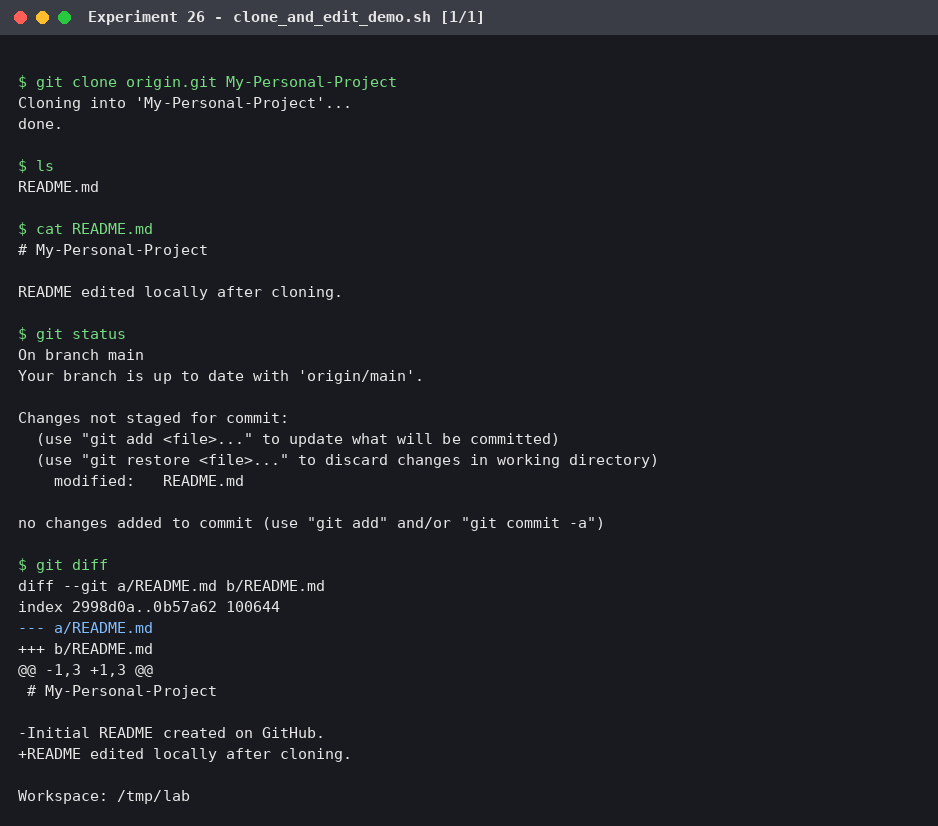 Experiment 26 - clone_and_edit_demo.sh [1/1]
$ git clone origin.git My-Personal-Project
Cloning into 'My-Personal-Project'...
done.
$ ls
README.md
$ cat README.md
# My-Personal-Project
README edited locally after cloning.
$ git status
On branch main
Your branch is up to date with 'origin/main'.
Changes not staged for commit:
  (use "git add <file>..." to update what will be committed)
  (use "git restore <file>..." to discard changes in working directory)
    modified:   README.md
no changes added to commit (use "git add" and/or "git commit -a")
$ git diff
diff --git a/README.md b/README.md
index 2998d0a..0b57a62 100644
--- a/README.md
+++ b/README.md
@@ -1,3 +1,3 @@
 # My-Personal-Project
-Initial README created on GitHub.
+README edited locally after cloning.
Workspace: /tmp/lab